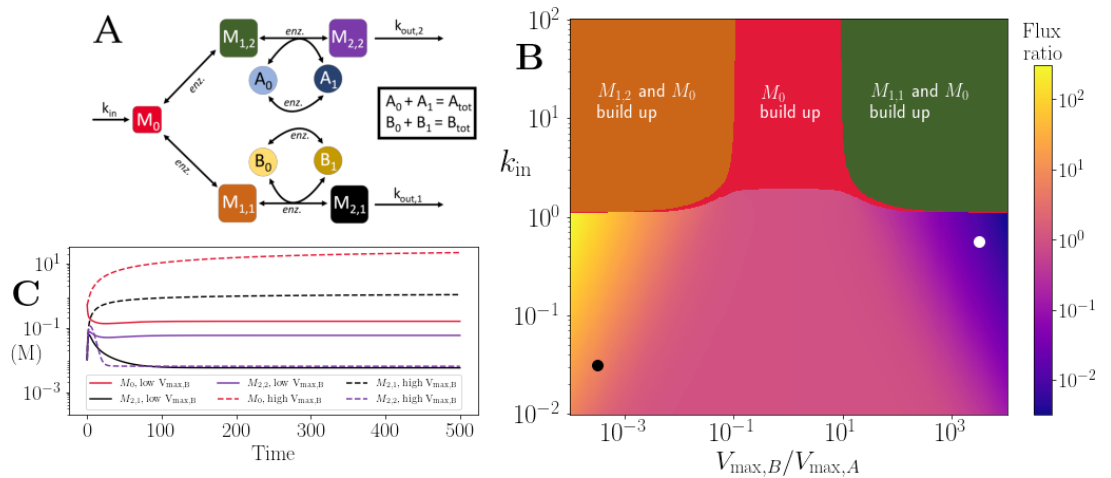 A
M1,2
enz.
M2,2
kout,2
A0
A1
enz.
enz.
kin
M0
A0 + A1 = Atot
B0 + B1 = Btot
enz.
enz.
B0
B1
M1,1
enz.
M2,1
kout,1
B
10^2
10^1
10^0
10^-1
10^-2
kin
M1,2 and M0
build up
M0
build up
M1,1 and M0
build up
10^-3
10^-1
10^1
10^3
Vmax,B/Vmax,A
Flux
ratio
10^2
10^1
10^0
10^-1
10^-2
C
10^1
10^-1
(M)
10^-3
M0, low Vmax,B
M2,1, low Vmax,B
M2,2, low Vmax,B
M0, high Vmax,B
M2,1, high Vmax,B
M2,2, high Vmax,B
0
100
200
300
400
500
Time